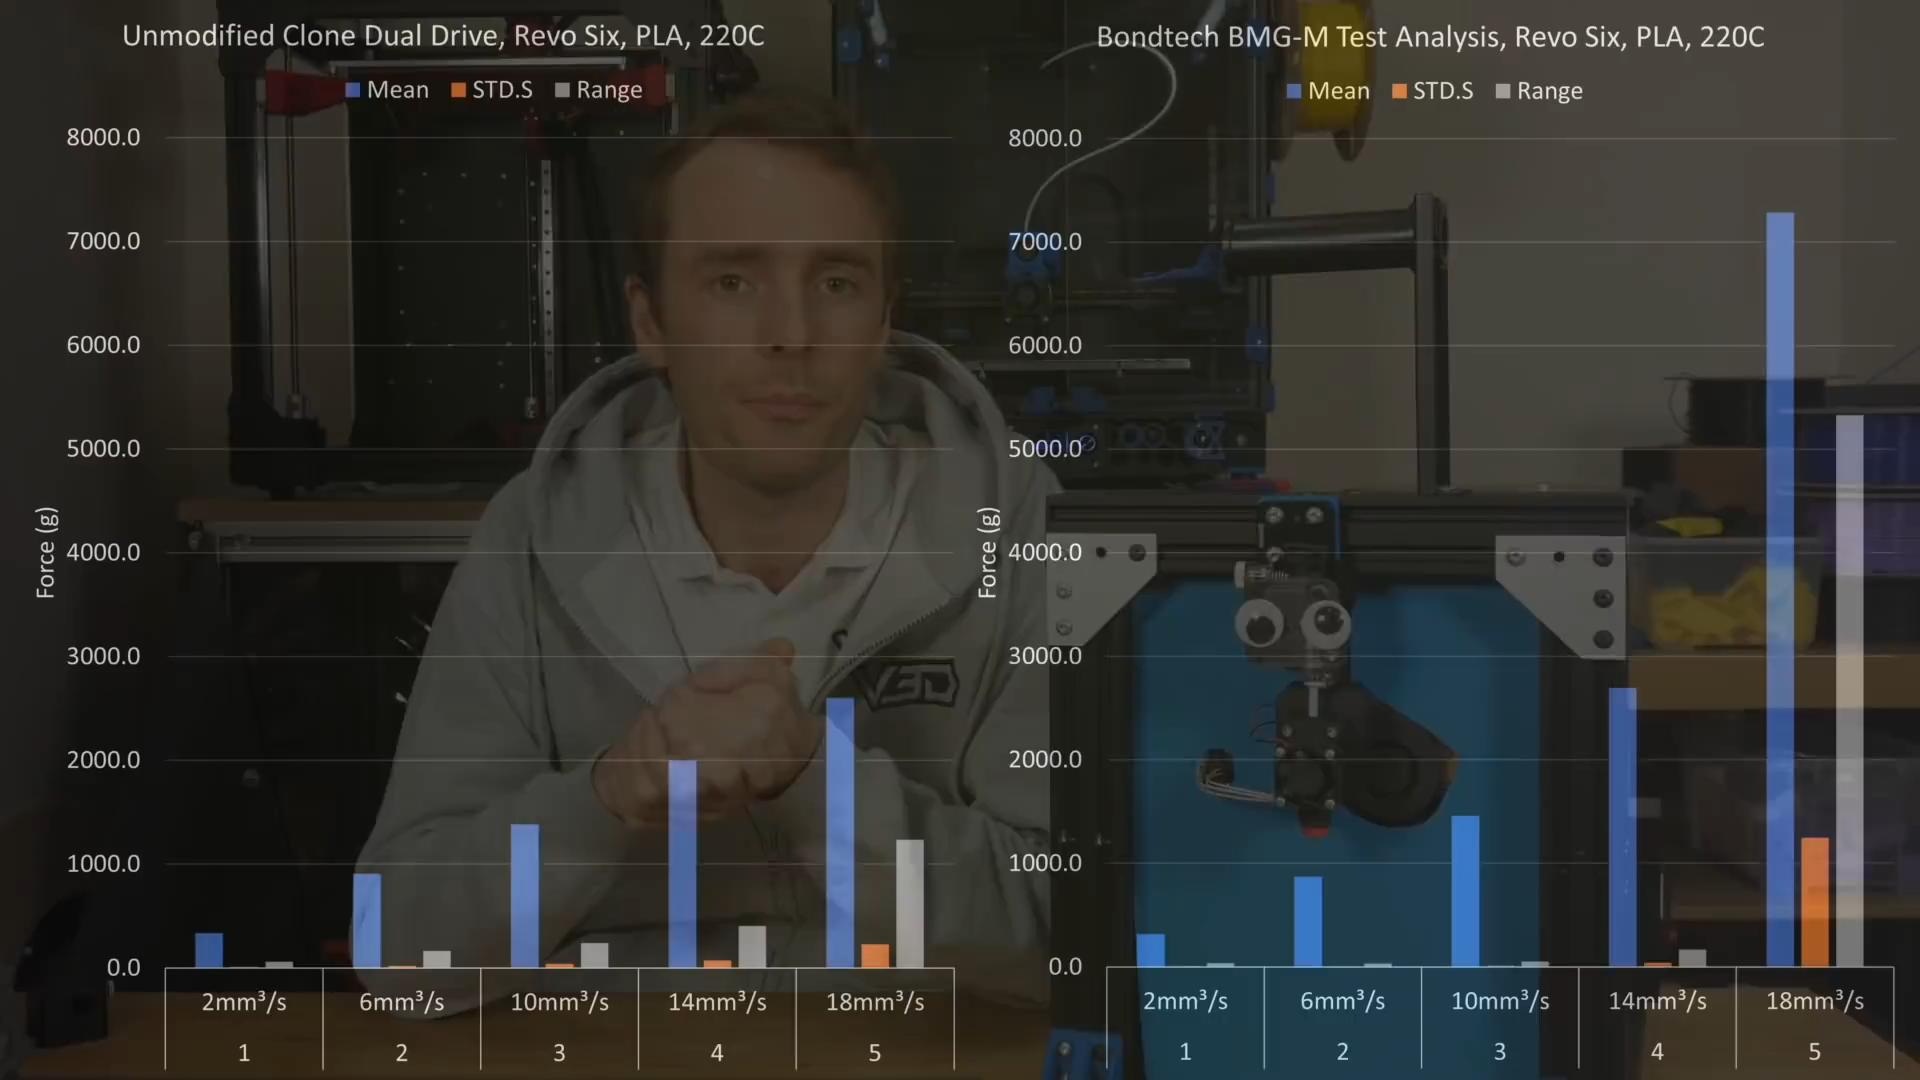 Unmodified Clone Dual Drive, Revo Six, PLA, 220C
Mean STD.S Range
8000.0
7000.0
6000.0
5000.0
4000.0
3000.0
2000.0
1000.0
0.0
Force (g)
2mm³/s 6mm³/s 10mm³/s 14mm³/s 18mm³/s
1 2 3 4 5
V3D
Bondtech BMG-M Test Analysis, Revo Six, PLA, 220C
Mean STD.S Range
8000.0
7000.0
6000.0
5000.0
4000.0
3000.0
2000.0
1000.0
0.0
Force (g)
2mm³/s 6mm³/s 10mm³/s 14mm³/s 18mm³/s
1 2 3 4 5